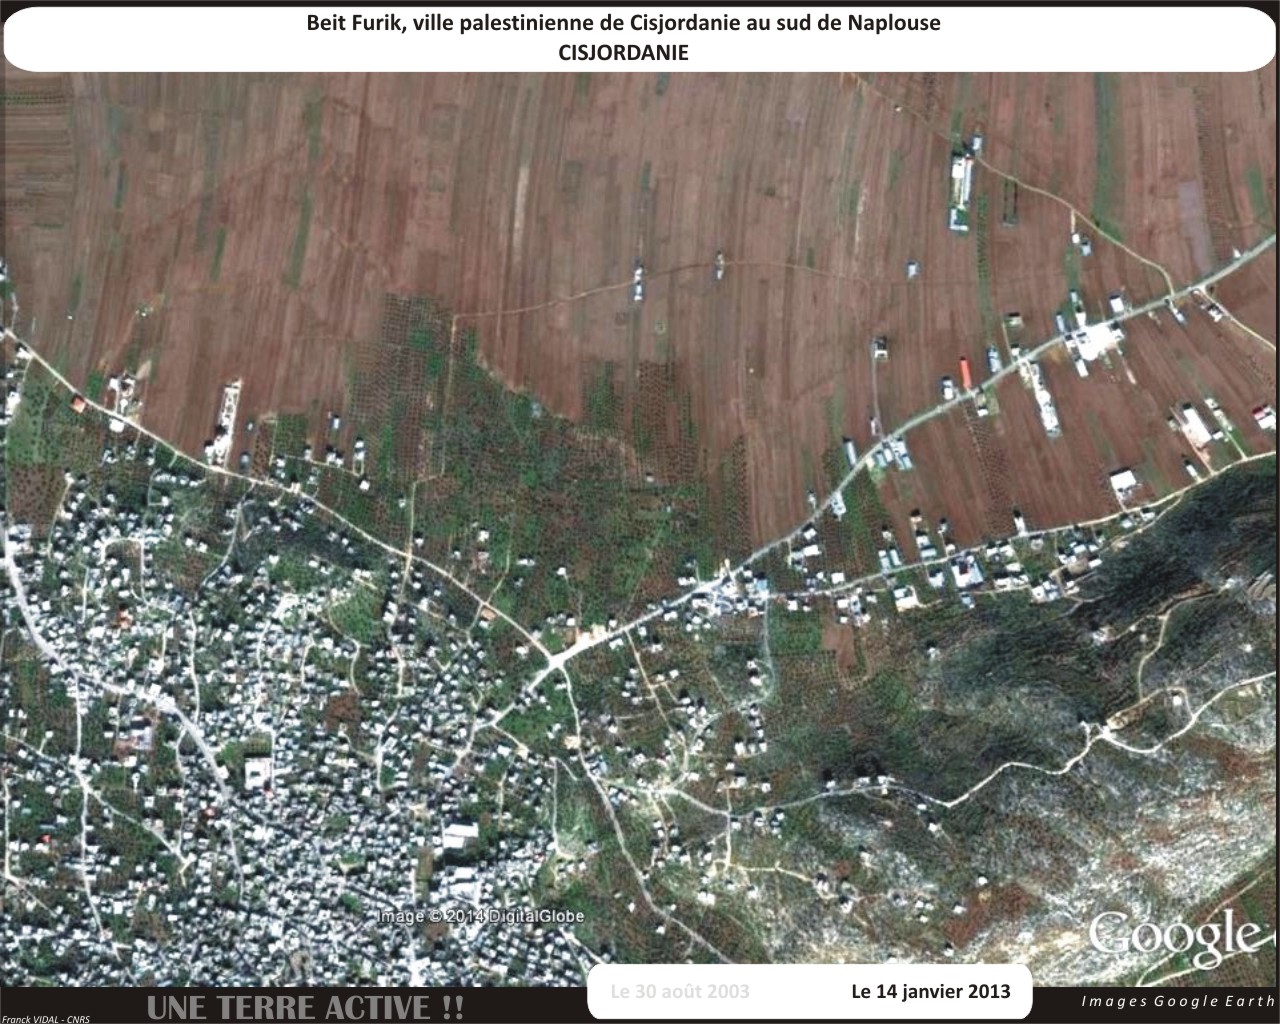 Beit Furik, ville palestinienne de Cisjordanie au sud de Naplouse
CISJORDANIE
Image © 2014 DigitalGlobe
Google
Le 30 août 2003 Le 14 janvier 2013
UNE TERRE ACTIVE !!
Images Google Earth
Franck VIDAL - CNRS